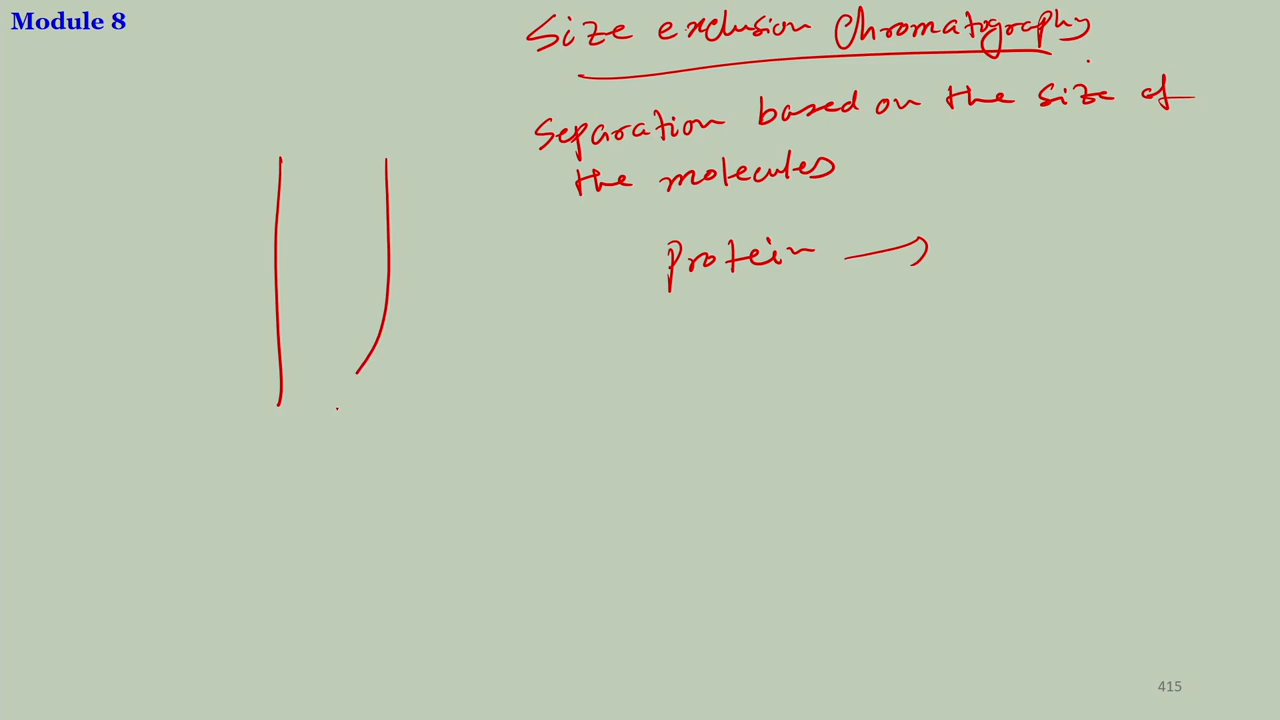 Module 8
Size exclusion Chromatography
Separation based on the size of
the molecules
Protein →
415